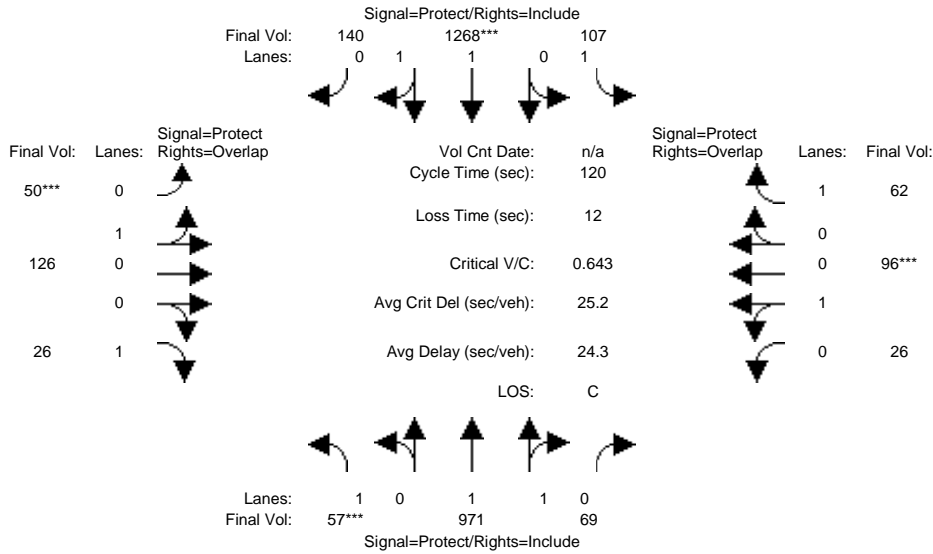 Signal=Protect/Rights=Include
Final Vol: 140 1268*** 107
Lanes: 0 1 1 0 1
Signal=Protect Signal=Protect
Final Vol: Lanes: Rights=Overlap Vol Cnt Date: n/a Rights=Overlap Lanes: Final Vol:
Cycle Time (sec): 120
50*** 0 1 62
Loss Time (sec): 12
1 0
126 0 Critical V/C: 0.643 0 96***
0 Avg Crit Del (sec/veh): 25.2 1
26 1 Avg Delay (sec/veh): 24.3 0 26
LOS: C
Lanes: 1 0 1 1 0
Final Vol: 57*** 971 69
Signal=Protect/Rights=Include